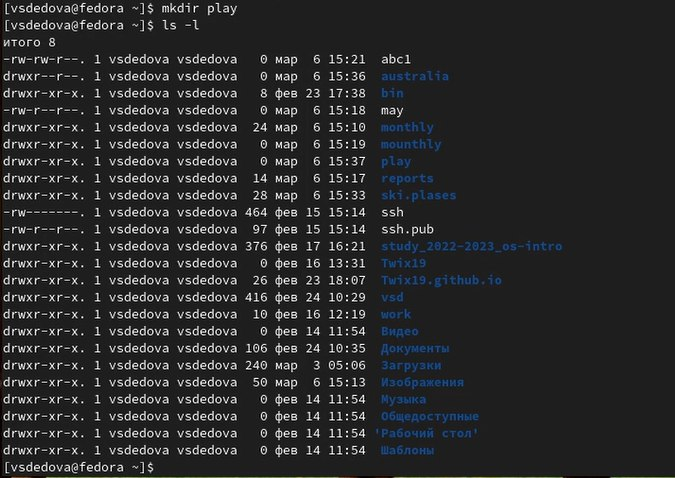 [vsdedova@fedora ~]$ mkdir play
[vsdedova@fedora ~]$ ls -l
итого 8
-rw-rw-r--. 1 vsdedova vsdedova   0 мар  6 15:21  abc1
drwxr--r--. 1 vsdedova vsdedova   0 мар  6 15:36  australia
drwxr-xr-x. 1 vsdedova vsdedova   8 фев 23 17:38  bin
-rw-r--r--. 1 vsdedova vsdedova   0 мар  6 15:18  may
drwxr-xr-x. 1 vsdedova vsdedova  24 мар  6 15:10  monthly
drwxr-xr-x. 1 vsdedova vsdedova   0 мар  6 15:19  mounthly
drwxr-xr-x. 1 vsdedova vsdedova   0 мар  6 15:37  play
drwxr-xr-x. 1 vsdedova vsdedova  14 мар  6 15:17  reports
drwxr-xr-x. 1 vsdedova vsdedova  28 мар  6 15:33  ski.plases
-rw-------. 1 vsdedova vsdedova 464 фев 15 15:14  ssh
-rw-r--r--. 1 vsdedova vsdedova  97 фев 15 15:14  ssh.pub
drwxr-xr-x. 1 vsdedova vsdedova 376 фев 17 16:21  study_2022-2023_os-intro
drwxr-xr-x. 1 vsdedova vsdedova   0 фев 16 13:31  Twix19
drwxr-xr-x. 1 vsdedova vsdedova  26 фев 23 18:07  Twix19.github.io
drwxr-xr-x. 1 vsdedova vsdedova 416 фев 24 10:29  vsd
drwxr-xr-x. 1 vsdedova vsdedova  10 фев 16 12:19  work
drwxr-xr-x. 1 vsdedova vsdedova   0 фев 14 11:54  Видео
drwxr-xr-x. 1 vsdedova vsdedova 106 фев 24 10:35  Документы
drwxr-xr-x. 1 vsdedova vsdedova 240 мар  3 05:06  Загрузки
drwxr-xr-x. 1 vsdedova vsdedova  50 мар  6 15:13  Изображения
drwxr-xr-x. 1 vsdedova vsdedova   0 фев 14 11:54  Музыка
drwxr-xr-x. 1 vsdedova vsdedova   0 фев 14 11:54  Общедоступные
drwxr-xr-x. 1 vsdedova vsdedova   0 фев 14 11:54 'Рабочий стол'
drwxr-xr-x. 1 vsdedova vsdedova   0 фев 14 11:54  Шаблоны
[vsdedova@fedora ~]$